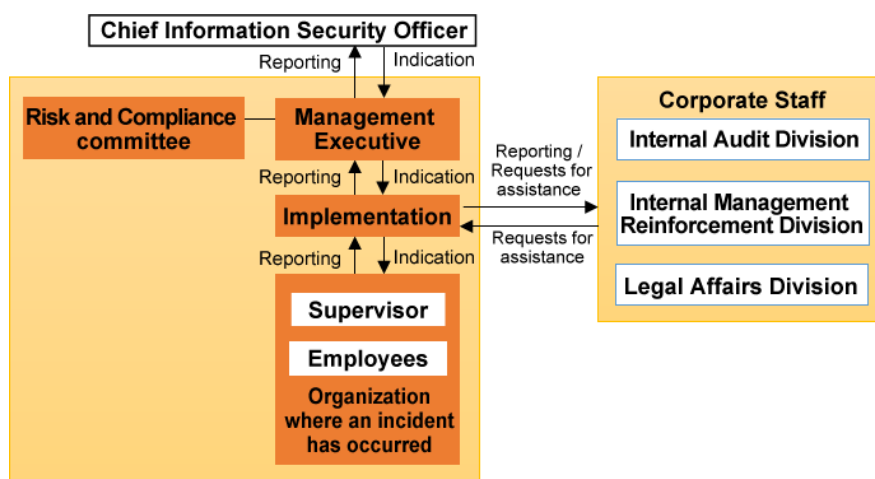 Chief Information Security Officer
Reporting
Indication
Risk and Compliance
committee
Management
Executive
Reporting
Indication
Implementation
Reporting
Indication
Supervisor
Employees
Organization
where an incident
has occurred
Reporting /
Requests for
assistance
Requests for
assistance
Corporate Staff
Internal Audit Division
Internal Management
Reinforcement Division
Legal Affairs Division